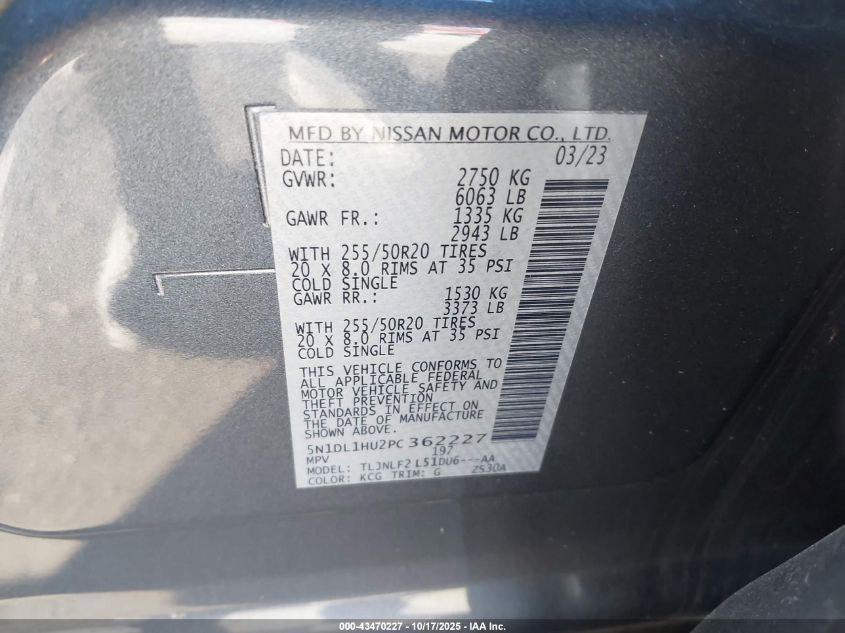 MFD BY NISSAN MOTOR CO., LTD.
DATE: 03/23
GVWR: 2750 KG
6063 LB
GAWR FR.: 1335 KG
2943 LB
WITH 255/50R20 TIRES
20 X 8.0 RIMS AT 35 PSI
COLD SINGLE
GAWR RR.: 1530 KG
3373 LB
WITH 255/50R20 TIRES
20 X 8.0 RIMS AT 35 PSI
COLD SINGLE
THIS VEHICLE CONFORMS TO
ALL APPLICABLE FEDERAL
MOTOR VEHICLE SAFETY AND
THEFT PREVENTION
STANDARDS IN EFFECT ON
THE DATE OF MANUFACTURE
SHOWN ABOVE.
5N1DL1HU2PC362227
MPV 197
MODEL: TLJNLF2 L51DU6---AA
COLOR: KCG TRIM: G ZS30A
000-43470227 - 10/17/2025 - IAA Inc.